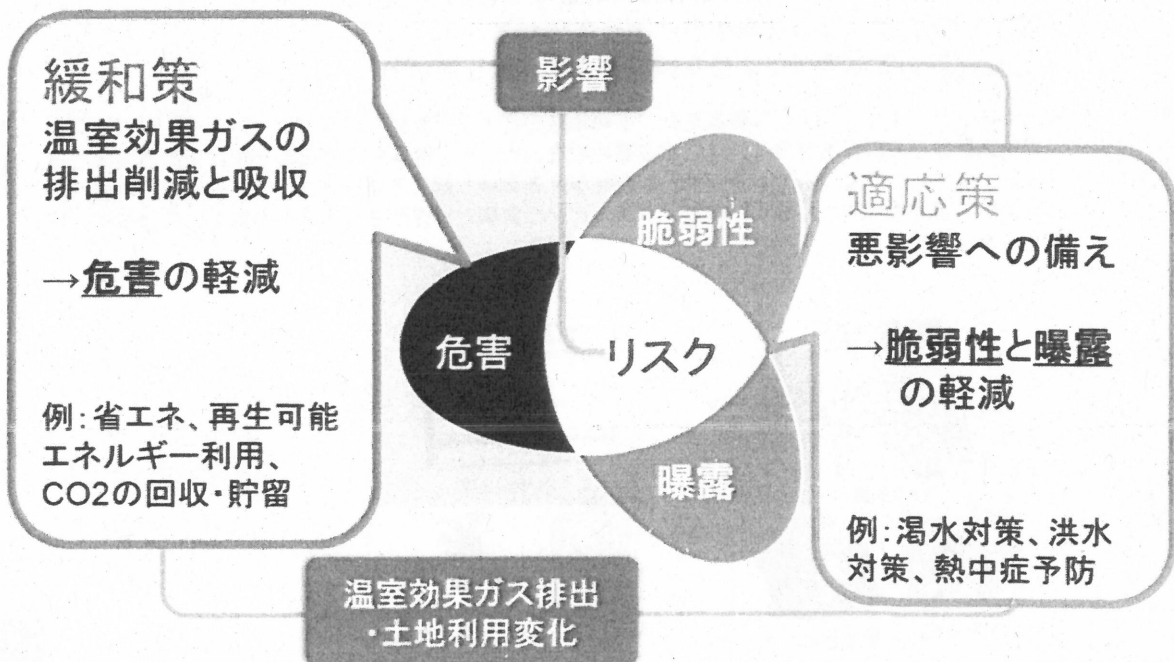 影響
緩和策
温室効果ガスの
排出削減と吸収
→危害の軽減
例：省エネ、再生可能
エネルギー利用、
CO2の回収・貯留
脆弱性
危害
リスク
曝露
適応策
悪影響への備え
→脆弱性と曝露
の軽減
例：渇水対策、洪水
対策、熱中症予防
温室効果ガス排出
・土地利用変化